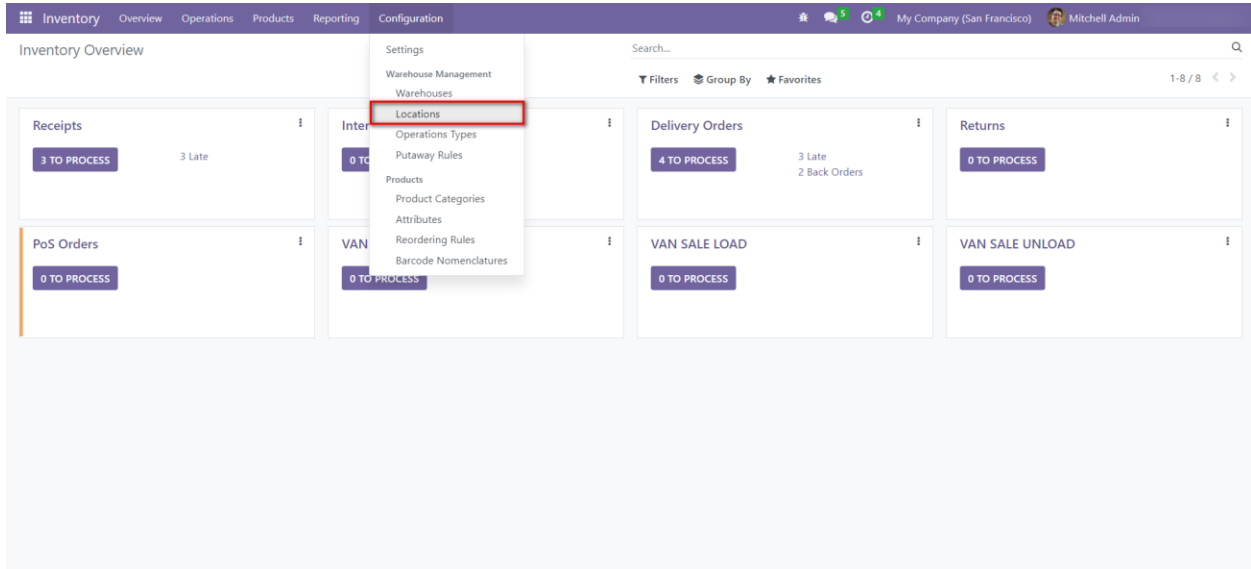 Inventory Overview Operations Products Reporting Configuration 5 4 My Company (San Francisco) Mitchell Admin
Inventory Overview
Search...
Filters Group By Favorites 1-8 / 8
Settings
Warehouse Management
Warehouses
Locations
Operations Types
Putaway Rules
Products
Product Categories
Attributes
Reordering Rules
Barcode Nomenclatures
Receipts
3 TO PROCESS 3 Late
Inter
0 TO
Delivery Orders
4 TO PROCESS 3 Late
2 Back Orders
Returns
0 TO PROCESS
PoS Orders
0 TO PROCESS
VAN
0 TO PROCESS
VAN SALE LOAD
0 TO PROCESS
VAN SALE UNLOAD
0 TO PROCESS